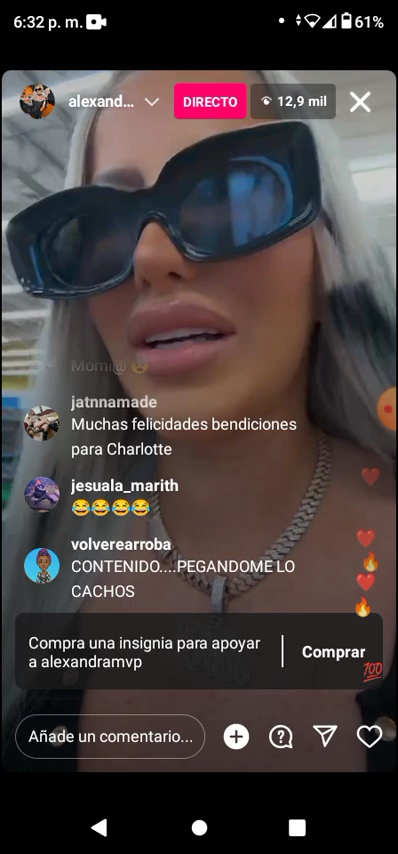 6:32 p. m.
61%
alexand...
DIRECTO
12,9 mil
jatnnamade
Muchas felicidades bendiciones
para Charlotte
jesuala_marith
😂😂😂😂
volverearroba
CONTENIDO....PEGANDOME LO
CACHOS
Compra una insignia para apoyar
a alexandramvp
Comprar
💯
Añade un comentario...